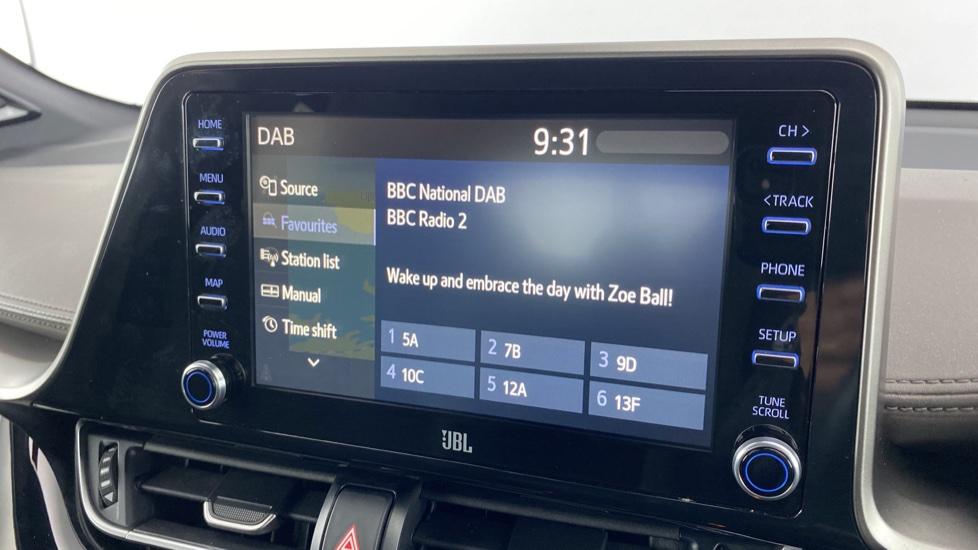 DAB
9:31
HOME
MENU
AUDIO
MAP
POWER
VOLUME
Source
Favourites
Station list
Manual
Time shift
BBC National DAB
BBC Radio 2
Wake up and embrace the day with Zoe Ball!
1 5A
2 7B
3 9D
4 10C
5 12A
6 13F
CH >
< TRACK
PHONE
SETUP
TUNE
SCROLL
JBL